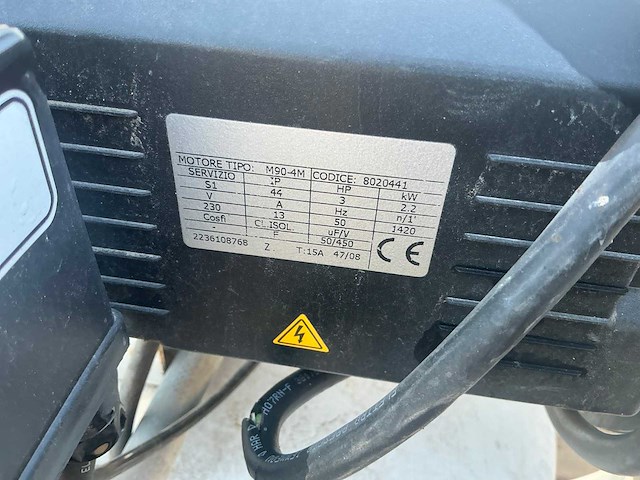 MOTORE TIPO: M90-4M CODICE: 8020441
SERVIZIO IP HP kW
S1 44 3 2.2
V A Hz n/1'
230 13 50 1420
Cosfi CL.ISOL. uF/V
F 50/450
2236108768 Z T:15A 47/08
CE
H07RN-F